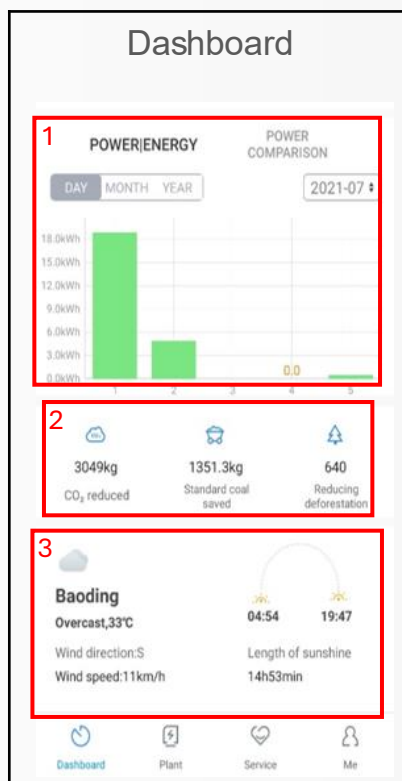 Dashboard
1
POWER|ENERGY
POWER
COMPARISON
DAY MONTH YEAR
2021-07
18.0kWh
15.0kWh
12.0kWh
9.0kWh
6.0kWh
3.0kWh
0.0kWh
0.0
1 2 3 4 5
2
3049kg 1351.3kg 640
CO₂ reduced
Standard coal
saved
Reducing
deforestation
3
Baoding
Overcast,33℃
04:54 19:47
Wind direction:S
Length of sunshine
Wind speed:11km/h
14h53min
Dashboard Plant Service Me